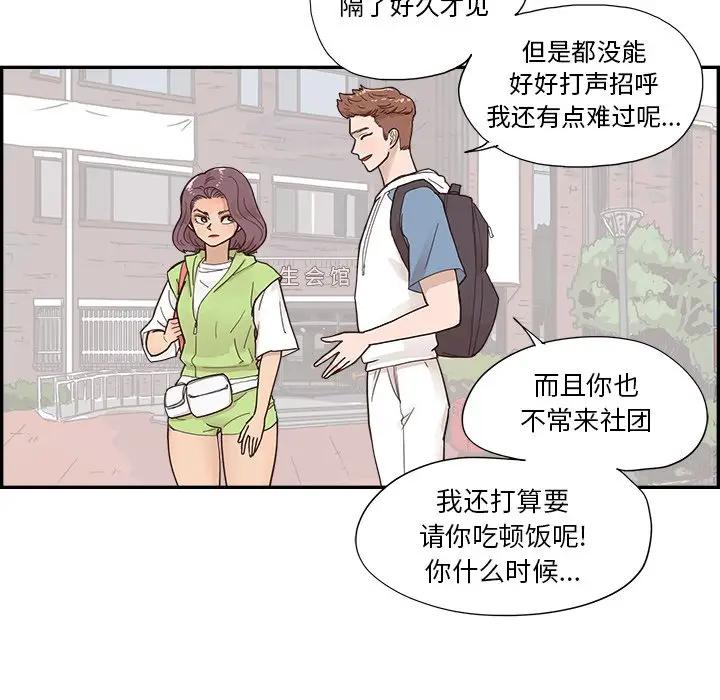 隔了好久才见
但是都没能
好好打声招呼
我还有点难过呢...
生会馆
而且你也
不常来社团
我还打算要
请你吃顿饭呢!
你什么时候...